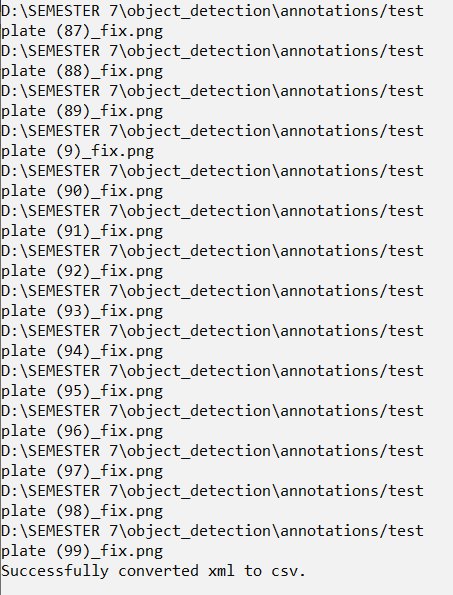 D:\SEMESTER 7\object_detection\annotations/test
plate (87)_fix.png
D:\SEMESTER 7\object_detection\annotations/test
plate (88)_fix.png
D:\SEMESTER 7\object_detection\annotations/test
plate (89)_fix.png
D:\SEMESTER 7\object_detection\annotations/test
plate (9)_fix.png
D:\SEMESTER 7\object_detection\annotations/test
plate (90)_fix.png
D:\SEMESTER 7\object_detection\annotations/test
plate (91)_fix.png
D:\SEMESTER 7\object_detection\annotations/test
plate (92)_fix.png
D:\SEMESTER 7\object_detection\annotations/test
plate (93)_fix.png
D:\SEMESTER 7\object_detection\annotations/test
plate (94)_fix.png
D:\SEMESTER 7\object_detection\annotations/test
plate (95)_fix.png
D:\SEMESTER 7\object_detection\annotations/test
plate (96)_fix.png
D:\SEMESTER 7\object_detection\annotations/test
plate (97)_fix.png
D:\SEMESTER 7\object_detection\annotations/test
plate (98)_fix.png
D:\SEMESTER 7\object_detection\annotations/test
plate (99)_fix.png
Successfully converted xml to csv.